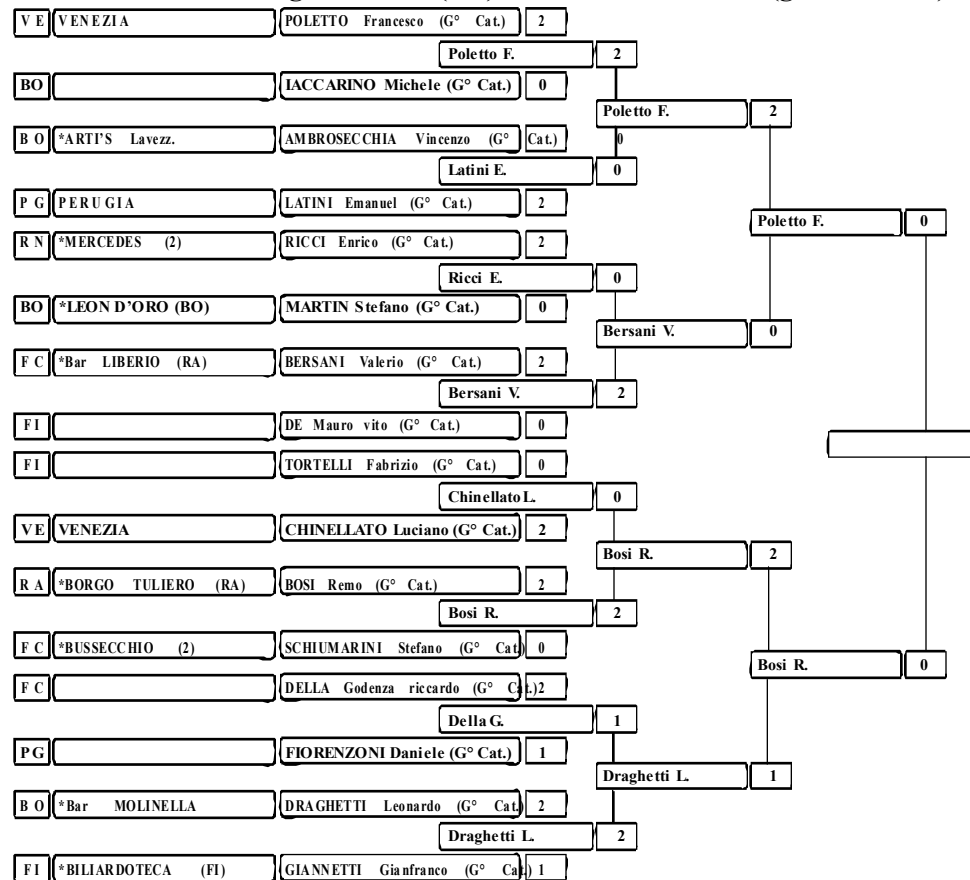 V E VENEZIA POLETTO Francesco (G° Cat.) 2
Poletto F. 2
BO IACCARINO Michele (G° Cat.) 0
Poletto F. 2
B O *ARTI'S Lavezz. AMBROSECCHIA Vincenzo (G° Cat.) 0
Latini E. 0
P G PERUGIA LATINI Emanuel (G° Cat.) 2
Poletto F. 0
R N *MERCEDES (2) RICCI Enrico (G° Cat.) 2
Ricci E. 0
BO *LEON D'ORO (BO) MARTIN Stefano (G° Cat.) 0
Bersani V. 0
F C *Bar LIBERIO (RA) BERSANI Valerio (G° Cat.) 2
Bersani V. 2
F I DE Mauro vito (G° Cat.) 0
F I TORTELLI Fabrizio (G° Cat.) 0
Chinellato L. 0
VE VENEZIA CHINELLATO Luciano (G° Cat.) 2
Bosi R. 2
R A *BORGO TULIERO (RA) BOSI Remo (G° Cat.) 2
Bosi R. 2
F C *BUSSECCHIO (2) SCHIUMARINI Stefano (G° Cat.) 0
Bosi R. 0
F C DELLA Godenza riccardo (G° Cat.) 2
Della G. 1
PG FIORENZONI Daniele (G° Cat.) 1
Draghetti L. 1
B O *Bar MOLINELLA DRAGHETTI Leonardo (G° Cat.) 2
Draghetti L. 2
F I *BILIARDOTECA (FI) GIANNETTI Gianfranco (G° Cat.) 1